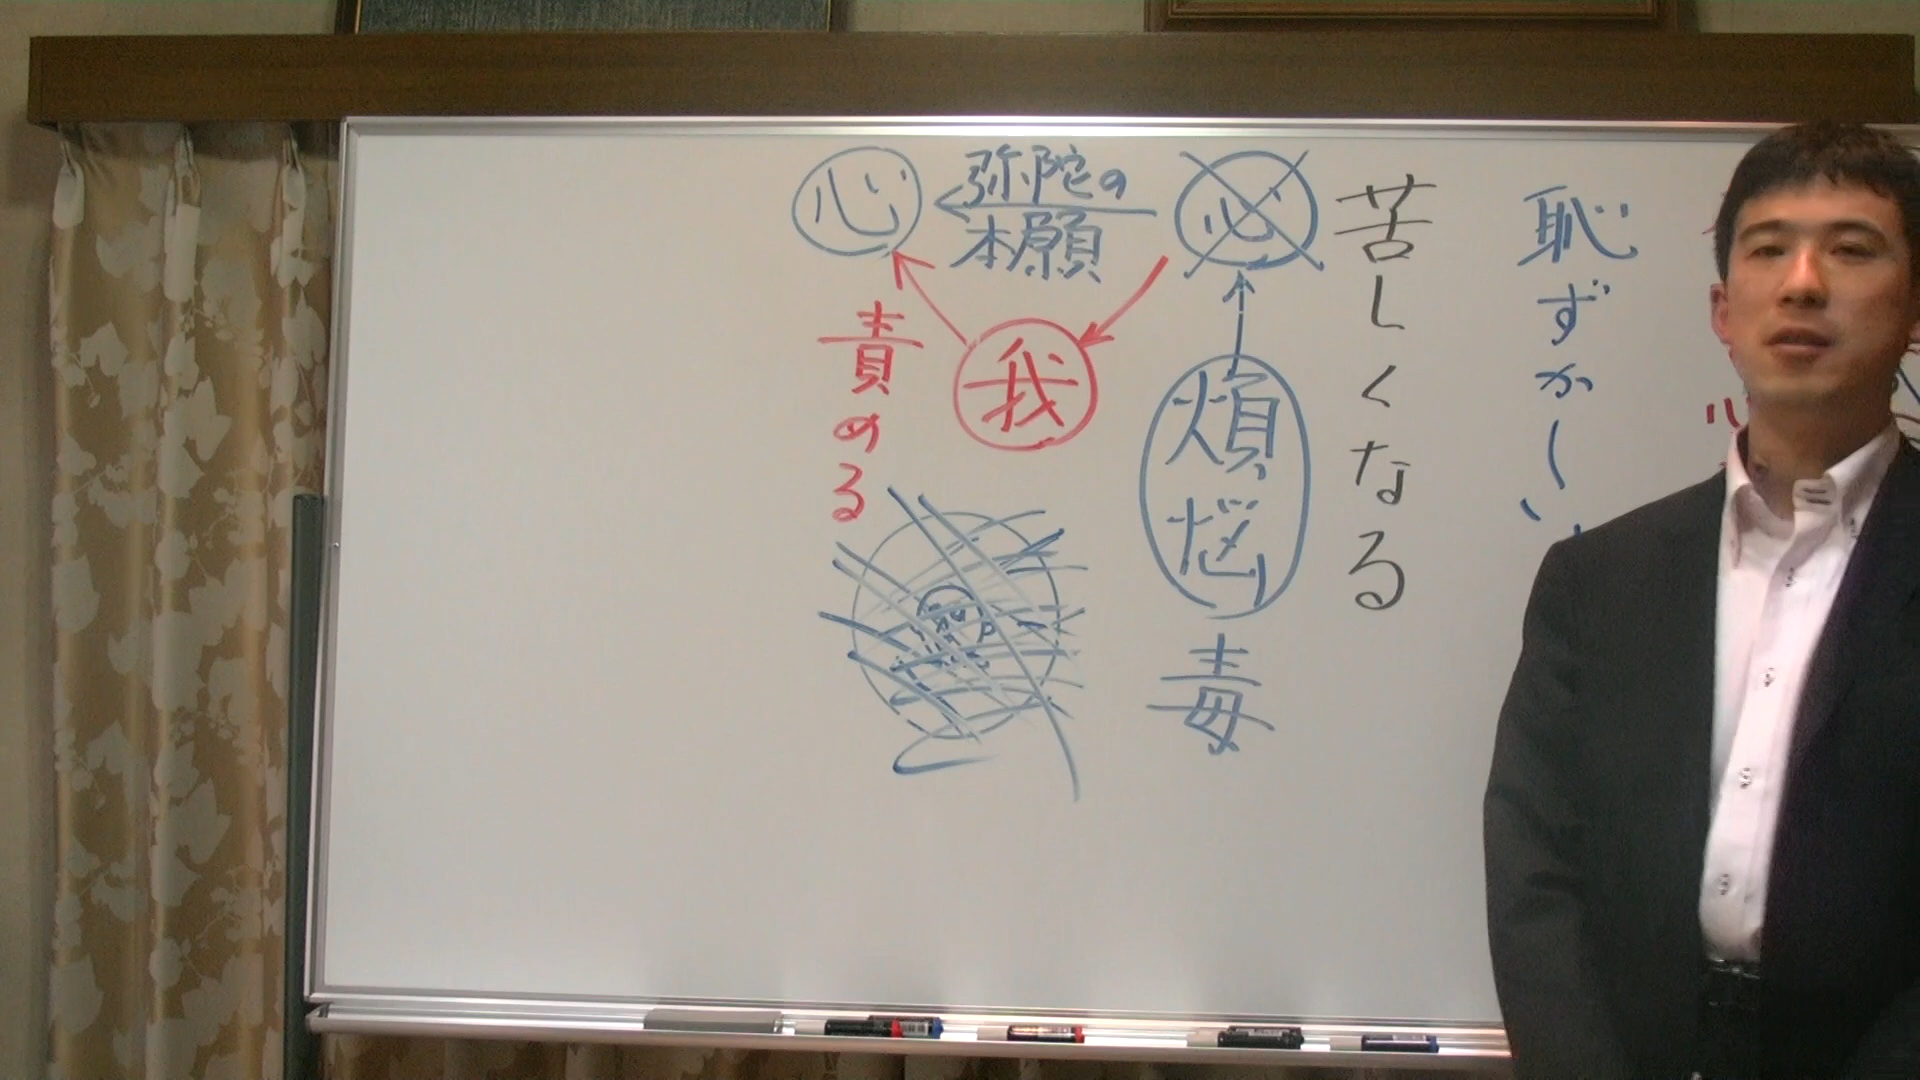 恥ずかしい
苦しくなる
心
弥陀の
本願
煩悩
毒
我
心
責める